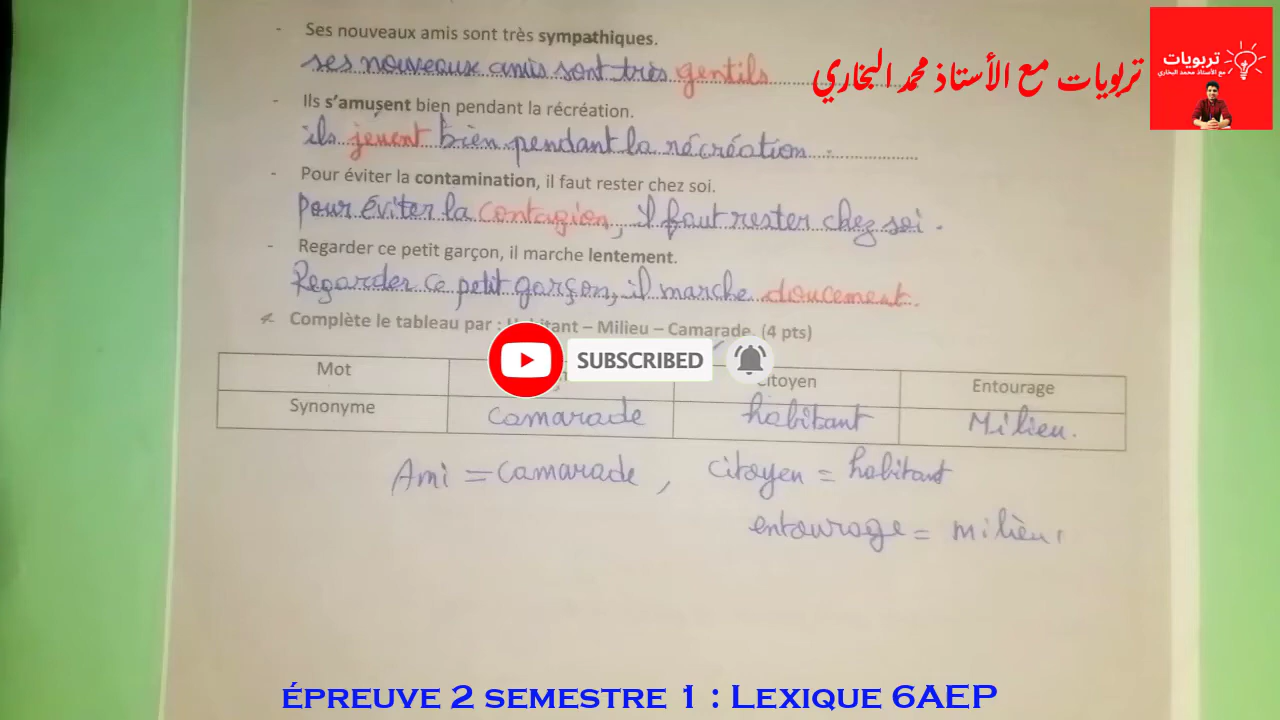 - Ses nouveaux amis sont très sympathiques.
ses nouveaux amis sont très gentils
تربويات مع الأستاذ محمد البخاري
تربويات
مع الأستاذ محمد البخاري
- Ils s'amusent bien pendant la récréation.
ils jeuent bien pendant la récréation.
- Pour éviter la contamination, il faut rester chez soi.
Pour éviter la contagion, il faut rester chez soi.
- Regarder ce petit garçon, il marche lentement.
Regarder ce petit garçon, il marche doucement.
Complète le tableau par : Habitant – Milieu – Camarade. (4 pts)
SUBSCRIBED
Mot citoyen Entourage
Synonyme camarade habitant Milieu.
Ami = camarade, citoyen = habitant
entourage = milieu
épreuve 2 semestre 1 : Lexique 6AEP